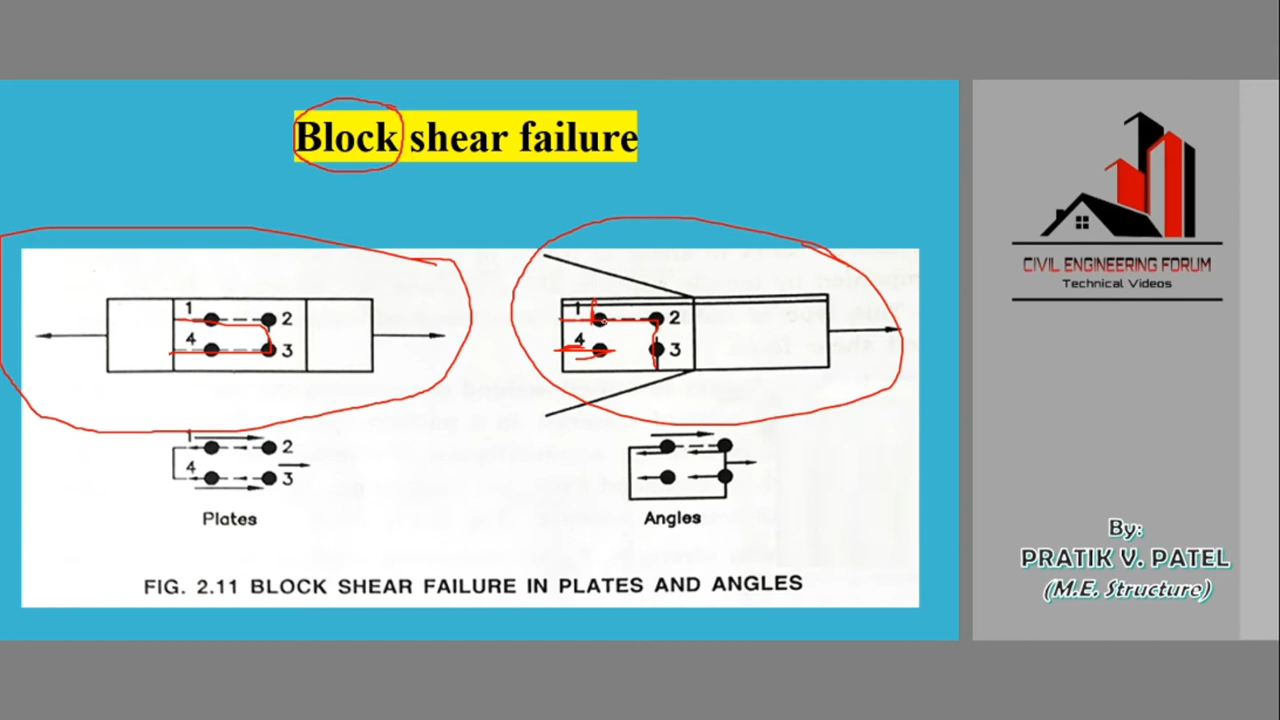 Block shear failure
1 2
4 3
1 2
4 3
1 2
4 3
Plates
Angles
FIG. 2.11 BLOCK SHEAR FAILURE IN PLATES AND ANGLES
CIVIL ENGINEERING FORUM
Technical Videos
By:
PRATIK V. PATEL
(M.E. Structure)